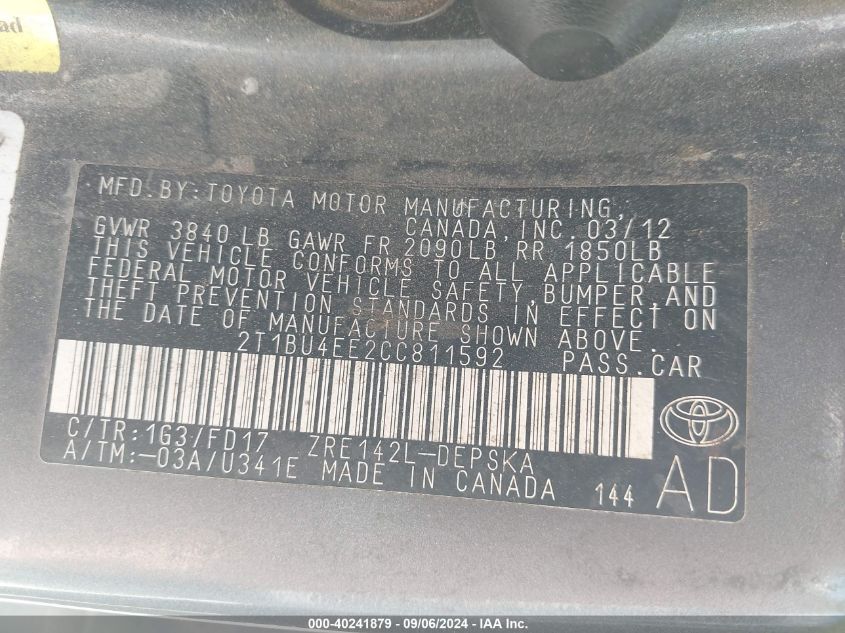 ad
MFD.BY:TOYOTA MOTOR MANUFACTURING,
CANADA, INC. 03/12
GVWR 3840 LB GAWR FR 2090LB RR 1850LB
THIS VEHICLE CONFORMS TO ALL APPLICABLE
FEDERAL MOTOR VEHICLE SAFETY, BUMPER, AND
THEFT PREVENTION STANDARDS IN EFFECT ON
THE DATE OF MANUFACTURE SHOWN ABOVE.
2T1BU4EE2CC811592 PASS.CAR
C/TR:1G3/FD17 ZRE142L-DEPSKA
A/TM:-03A/U341E MADE IN CANADA 144 AD
000-40241879 - 09/06/2024 - IAA Inc.